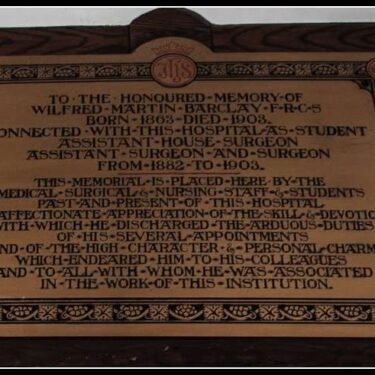 IHS
TO THE HONOURED MEMORY OF
WILFRED MARTIN BARCLAY F·R·C·S
BORN 1863 DIED 1903.
CONNECTED WITH THIS HOSPITAL AS STUDENT
ASSISTANT HOUSE SURGEON
ASSISTANT SURGEON AND SURGEON
FROM 1882 TO 1903.
THIS MEMORIAL IS PLACED HERE BY THE
MEDICAL SURGICAL & NURSING STAFF & STUDENTS
PAST AND PRESENT OF THIS HOSPITAL
AFFECTIONATE APPRECIATION OF THE SKILL & DEVOTIO
WITH WHICH HE DISCHARGED THE ARDUOUS DUTIES
OF HIS SEVERAL APPOINTMENTS
AND OF THE HIGH CHARACTER & PERSONAL CHARM
WHICH ENDEARED HIM TO HIS COLLEAGUES
AND TO ALL WITH WHOM HE WAS ASSOCIATED
IN THE WORK OF THIS INSTITUTION.